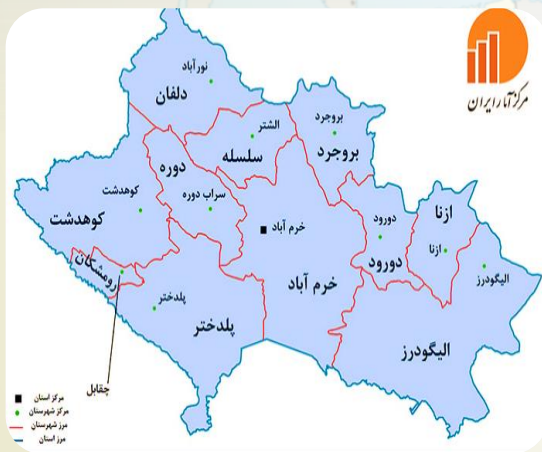 مرکز آمار ایران
نورآباد
دلفان
الشتر
سلسله
بروجرد
بروجرد
دوره
سراب دوره
کوهدشت
کوهدشت
خرم آباد
خرم آباد
دورود
دورود
ازنا
ازنا
الیگودرز
الیگودرز
رومشکان
پلدختر
پلدختر
چقابل
مرکز استان
مرکز شهرستان
مرز شهرستان
مرز استان